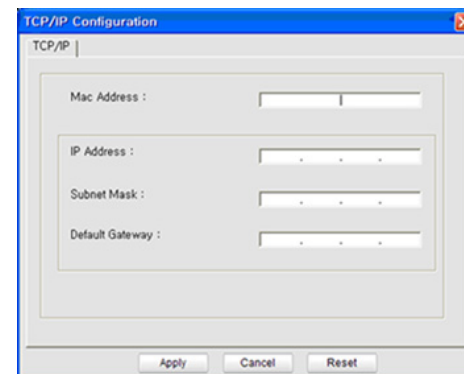 TCP/IP Configuration
TCP/IP
Mac Address :
IP Address :
. . .
Subnet Mask :
. . .
Default Gateway :
. . .
Apply Cancel Reset